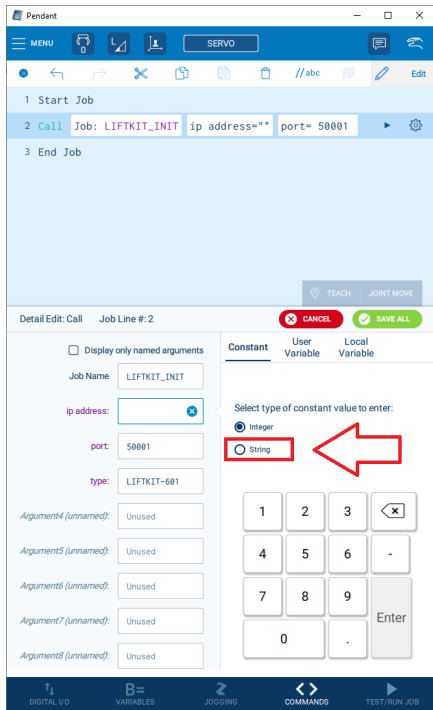 Pendant
MENU 0 L SERVO
//abc Edit
1 Start Job
2 Call Job: LIFTKIT_INIT ip address="" port= 50001
3 End Job
TEACH JOINT MOVE
Detail Edit: Call Job Line #: 2 CANCEL SAVE ALL
Display only named arguments
Constant User Variable Local Variable
Job Name LIFTKIT_INIT
ip address:
Select type of constant value to enter:
Integer
port: 50001
String
type: LIFTKIT-601
Argument4 (unnamed): Unused
1 2 3
Argument5 (unnamed): Unused
4 5 6 -
Argument6 (unnamed): Unused
7 8 9
Argument7 (unnamed): Unused
Enter
0 .
Argument8 (unnamed): Unused
DIGITAL I/O VARIABLES JOGGING COMMANDS TEST/RUN JOB